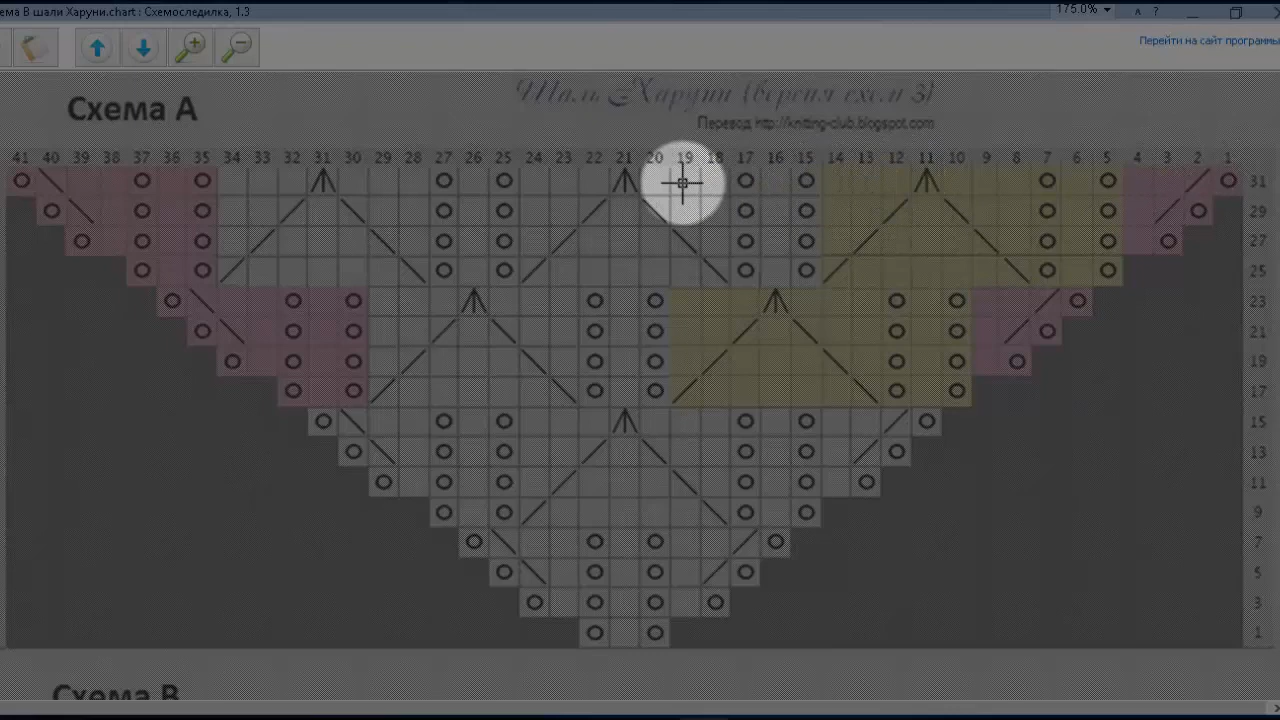 ема В шали Харуни.chart : Схемоследилка, 1.3
175.0%
?
Перейти на сайт программы
Схема А
Шаль Харуни (версия схем 3)
Перевод http://knitting-club.blogspot.com
41 40 39 38 37 36 35 34 33 32 31 30 29 28 27 26 25 24 23 22 21 20 19 18 17 16 15 14 13 12 11 10 9 8 7 6 5 4 3 2 1
31
29
27
25
23
21
19
17
15
13
11
9
7
5
3
1
Схема В